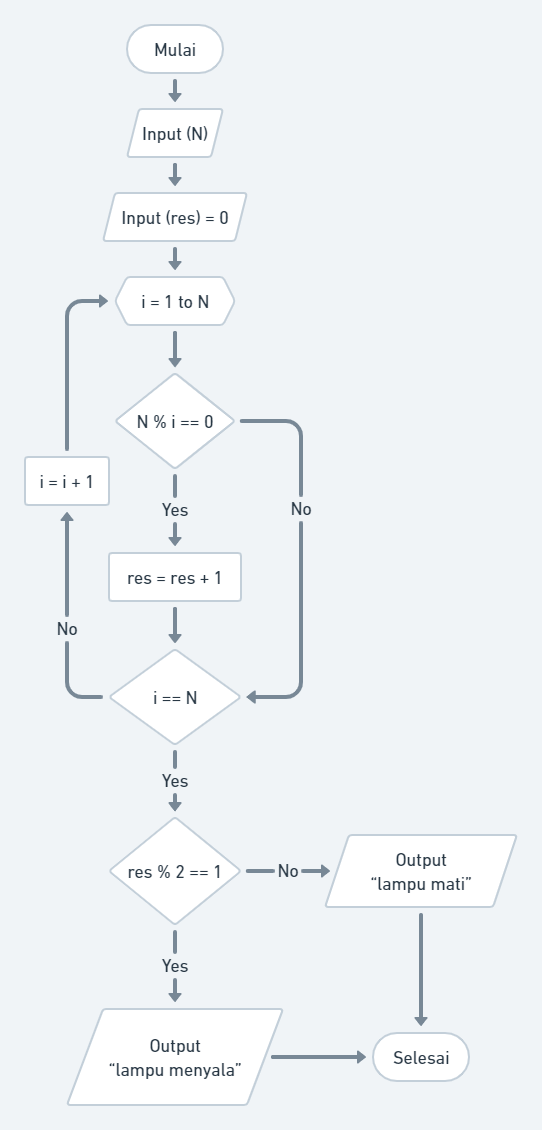 Mulai
Input (N)
Input (res) = 0
i = 1 to N
N % i == 0
No
Yes
i = i + 1
res = res + 1
No
i == N
Yes
res % 2 == 1
No
Output
“lampu mati”
Yes
Output
“lampu menyala”
Selesai